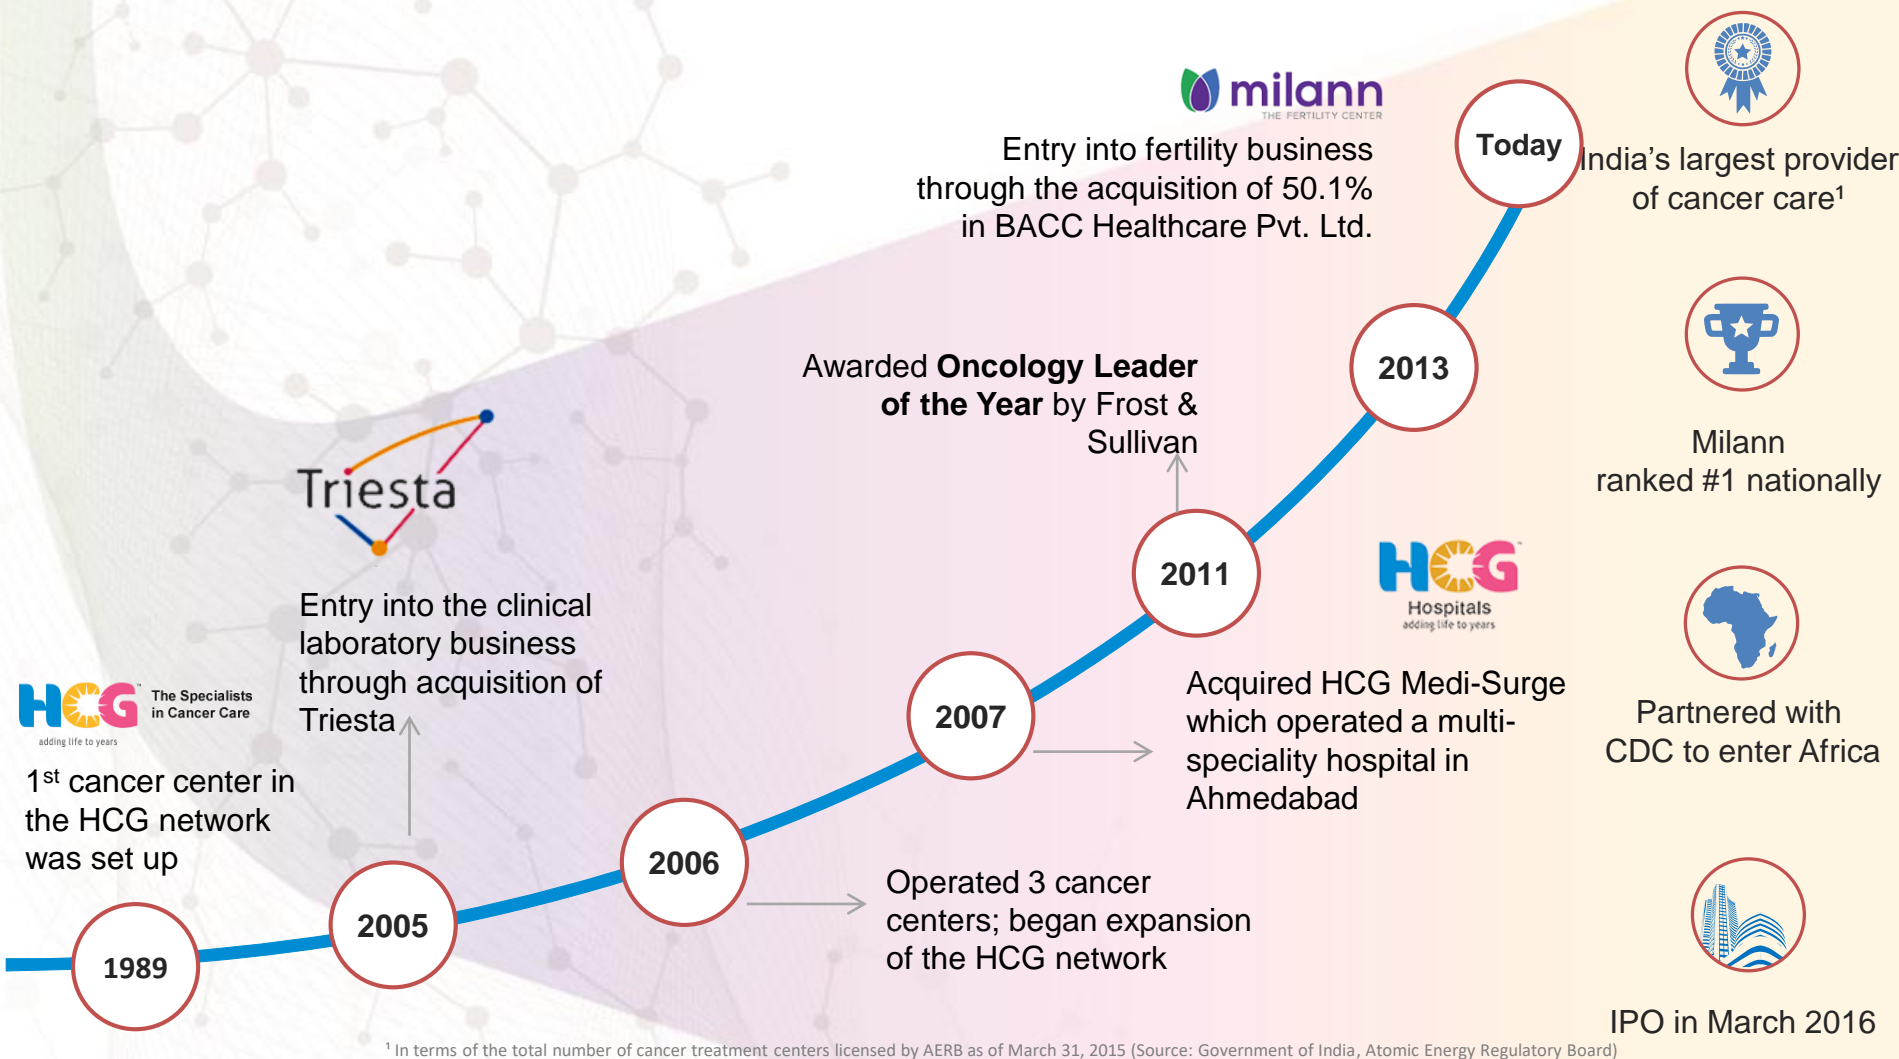 milann
THE FERTILITY CENTER
Entry into fertility business
through the acquisition of 50.1%
in BACC Healthcare Pvt. Ltd.
Today
India's largest provider
of cancer care¹
2013
Milann
ranked #1 nationally
Awarded Oncology Leader
of the Year by Frost &
Sullivan
2011
HCG
Hospitals
adding life to years
Triesta
Entry into the clinical
laboratory business
through acquisition of
Triesta
HCG™
The Specialists
in Cancer Care
adding life to years
1st cancer center in
the HCG network
was set up
1989
2005
2006
2007
Acquired HCG Medi-Surge
which operated a multi-
speciality hospital in
Ahmedabad
Operated 3 cancer
centers; began expansion
of the HCG network
Partnered with
CDC to enter Africa
IPO in March 2016
¹ In terms of the total number of cancer treatment centers licensed by AERB as of March 31, 2015 (Source: Government of India, Atomic Energy Regulatory Board)